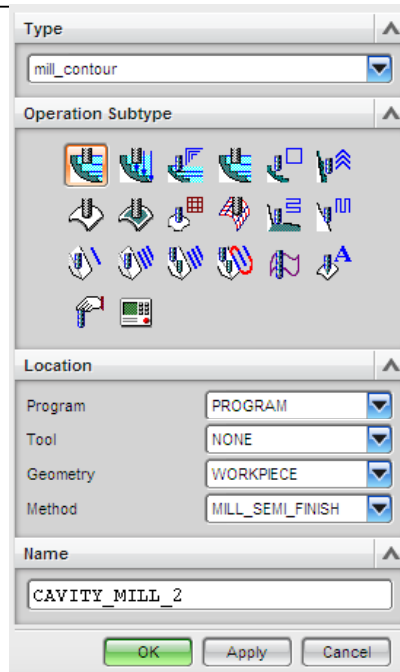 Type
mill_contour
Operation Subtype
A
Location
Program PROGRAM
Tool NONE
Geometry WORKPIECE
Method MILL_SEMI_FINISH
Name
CAVITY_MILL_2
OK Apply Cancel